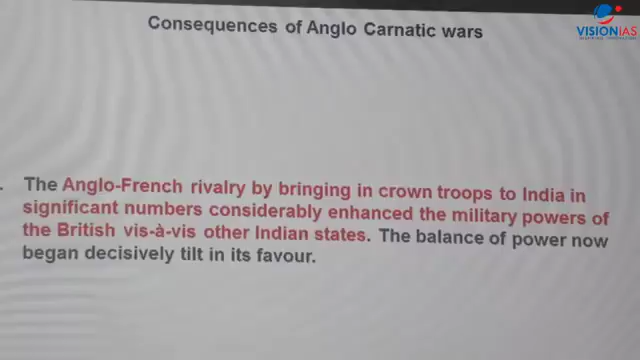 Consequences of Anglo Carnatic wars
VISIONIAS
. The Anglo-French rivalry by bringing in crown troops to India in
significant numbers considerably enhanced the military powers of
the British vis-à-vis other Indian states. The balance of power now
began decisively tilt in its favour.